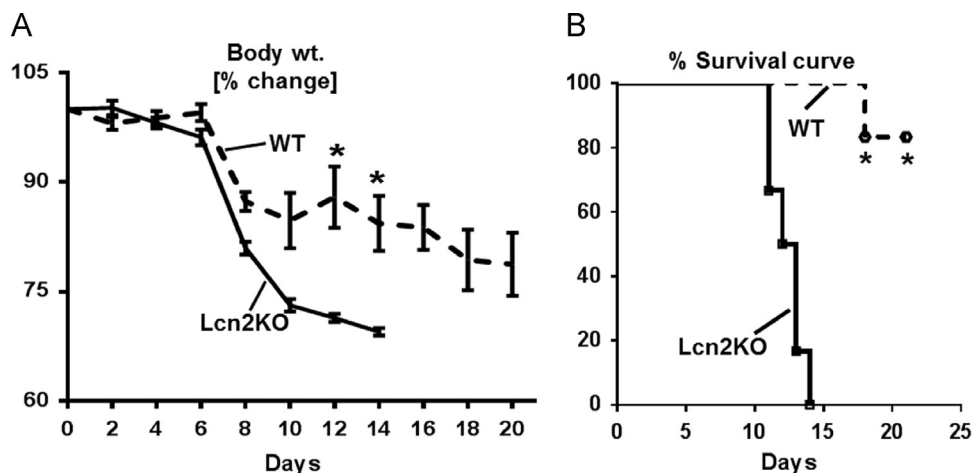 A
Body wt.
[% change]
105
90
75
60
WT
*
*
Lcn2KO
0 2 4 6 8 10 12 14 16 18 20
Days
B
% Survival curve
100
80
60
40
20
0
WT
* *
Lcn2KO
0 5 10 15 20 25
Days